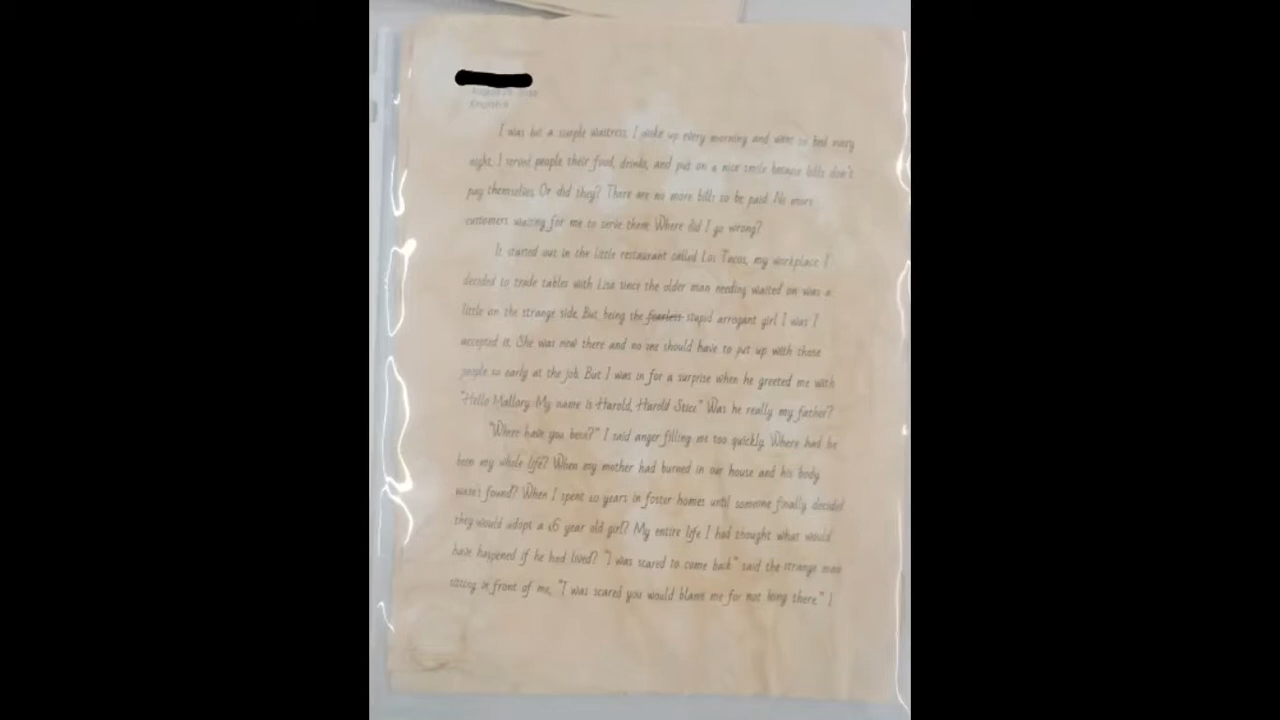 English 9
I was but a simple waitress. I woke up every morning and went to bed every
night. I served people their food, drinks, and put on a nice smile because bills don't
pay themselves. Or did they? There are no more bills to be paid. No more
customers waiting for me to serve them. Where did I go wrong?
It started out in the little restaurant called Los Tacos, my workplace. I
decided to trade tables with Lisa since the older man needing waited on was a
little on the strange side. But being the fearless stupid arrogant girl I was I
accepted it. She was new there and no one should have to put up with those
people so early at the job. But I was in for a surprise when he greeted me with
"Hello Mallory. My name is Harold, Harold Stice." Was he really my father?
"Where have you been?" I said anger filling me too quickly. Where had he
been my whole life? When my mother had burned in our house and his body
wasn't found? When I spent 10 years in foster homes until someone finally decided
they would adopt a 16 year old girl? My entire life I had thought what would
have happened if he had lived? "I was scared to come back" said the strange man
sitting in front of me, "I was scared you would blame me for not being there." I